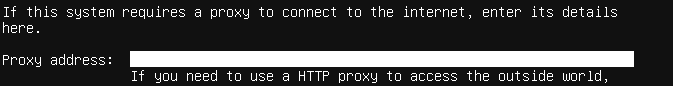 If this system requires a proxy to connect to the internet, enter its details
here.
Proxy address:
If you need to use a HTTP proxy to access the outside world,